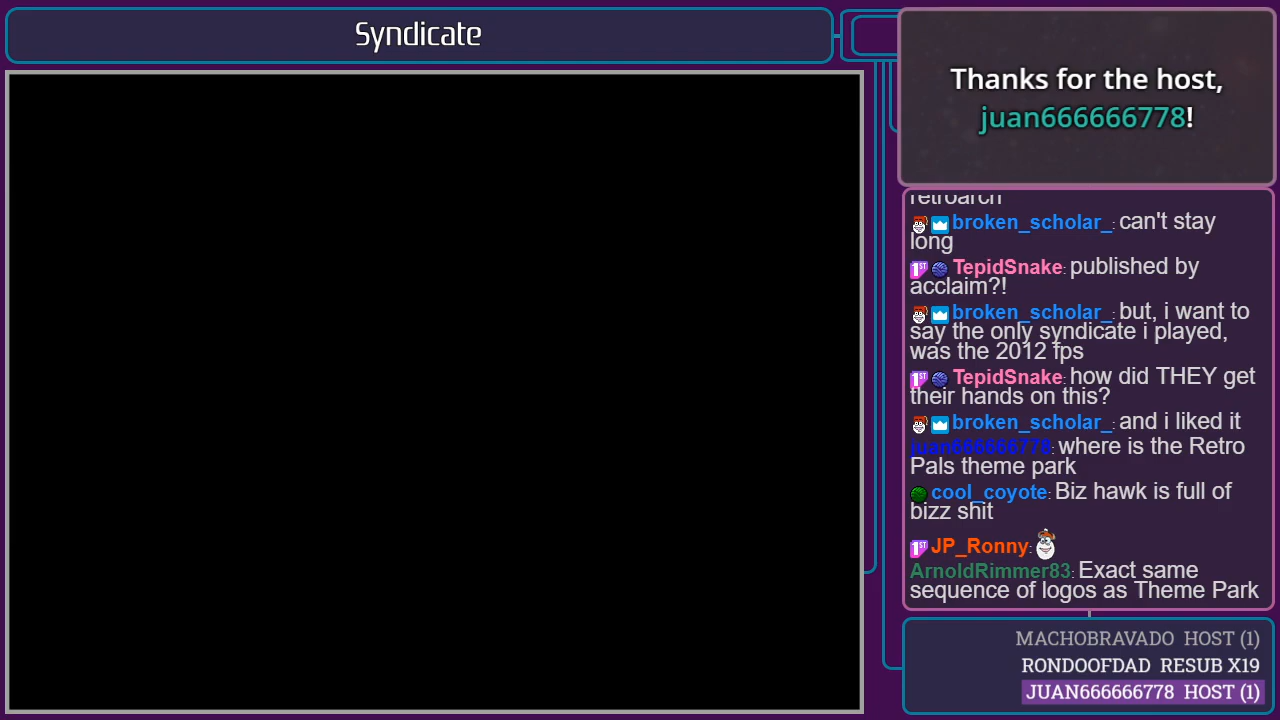 Syndicate
Thanks for the host,
juan666666778!
retroarch
broken_scholar_: can't stay
long
TepidSnake: published by
acclaim?!
broken_scholar_: but, i want to
say the only syndicate i played,
was the 2012 fps
TepidSnake: how did THEY get
their hands on this?
broken_scholar_: and i liked it
juan666666778: where is the Retro
Pals theme park
cool_coyote: Biz hawk is full of
bizz shit
JP_Ronny:
ArnoldRimmer83: Exact same
sequence of logos as Theme Park
MACHOBRAVADO HOST (1)
RONDOOFDAD RESUB X19
JUAN666666778 HOST (1)